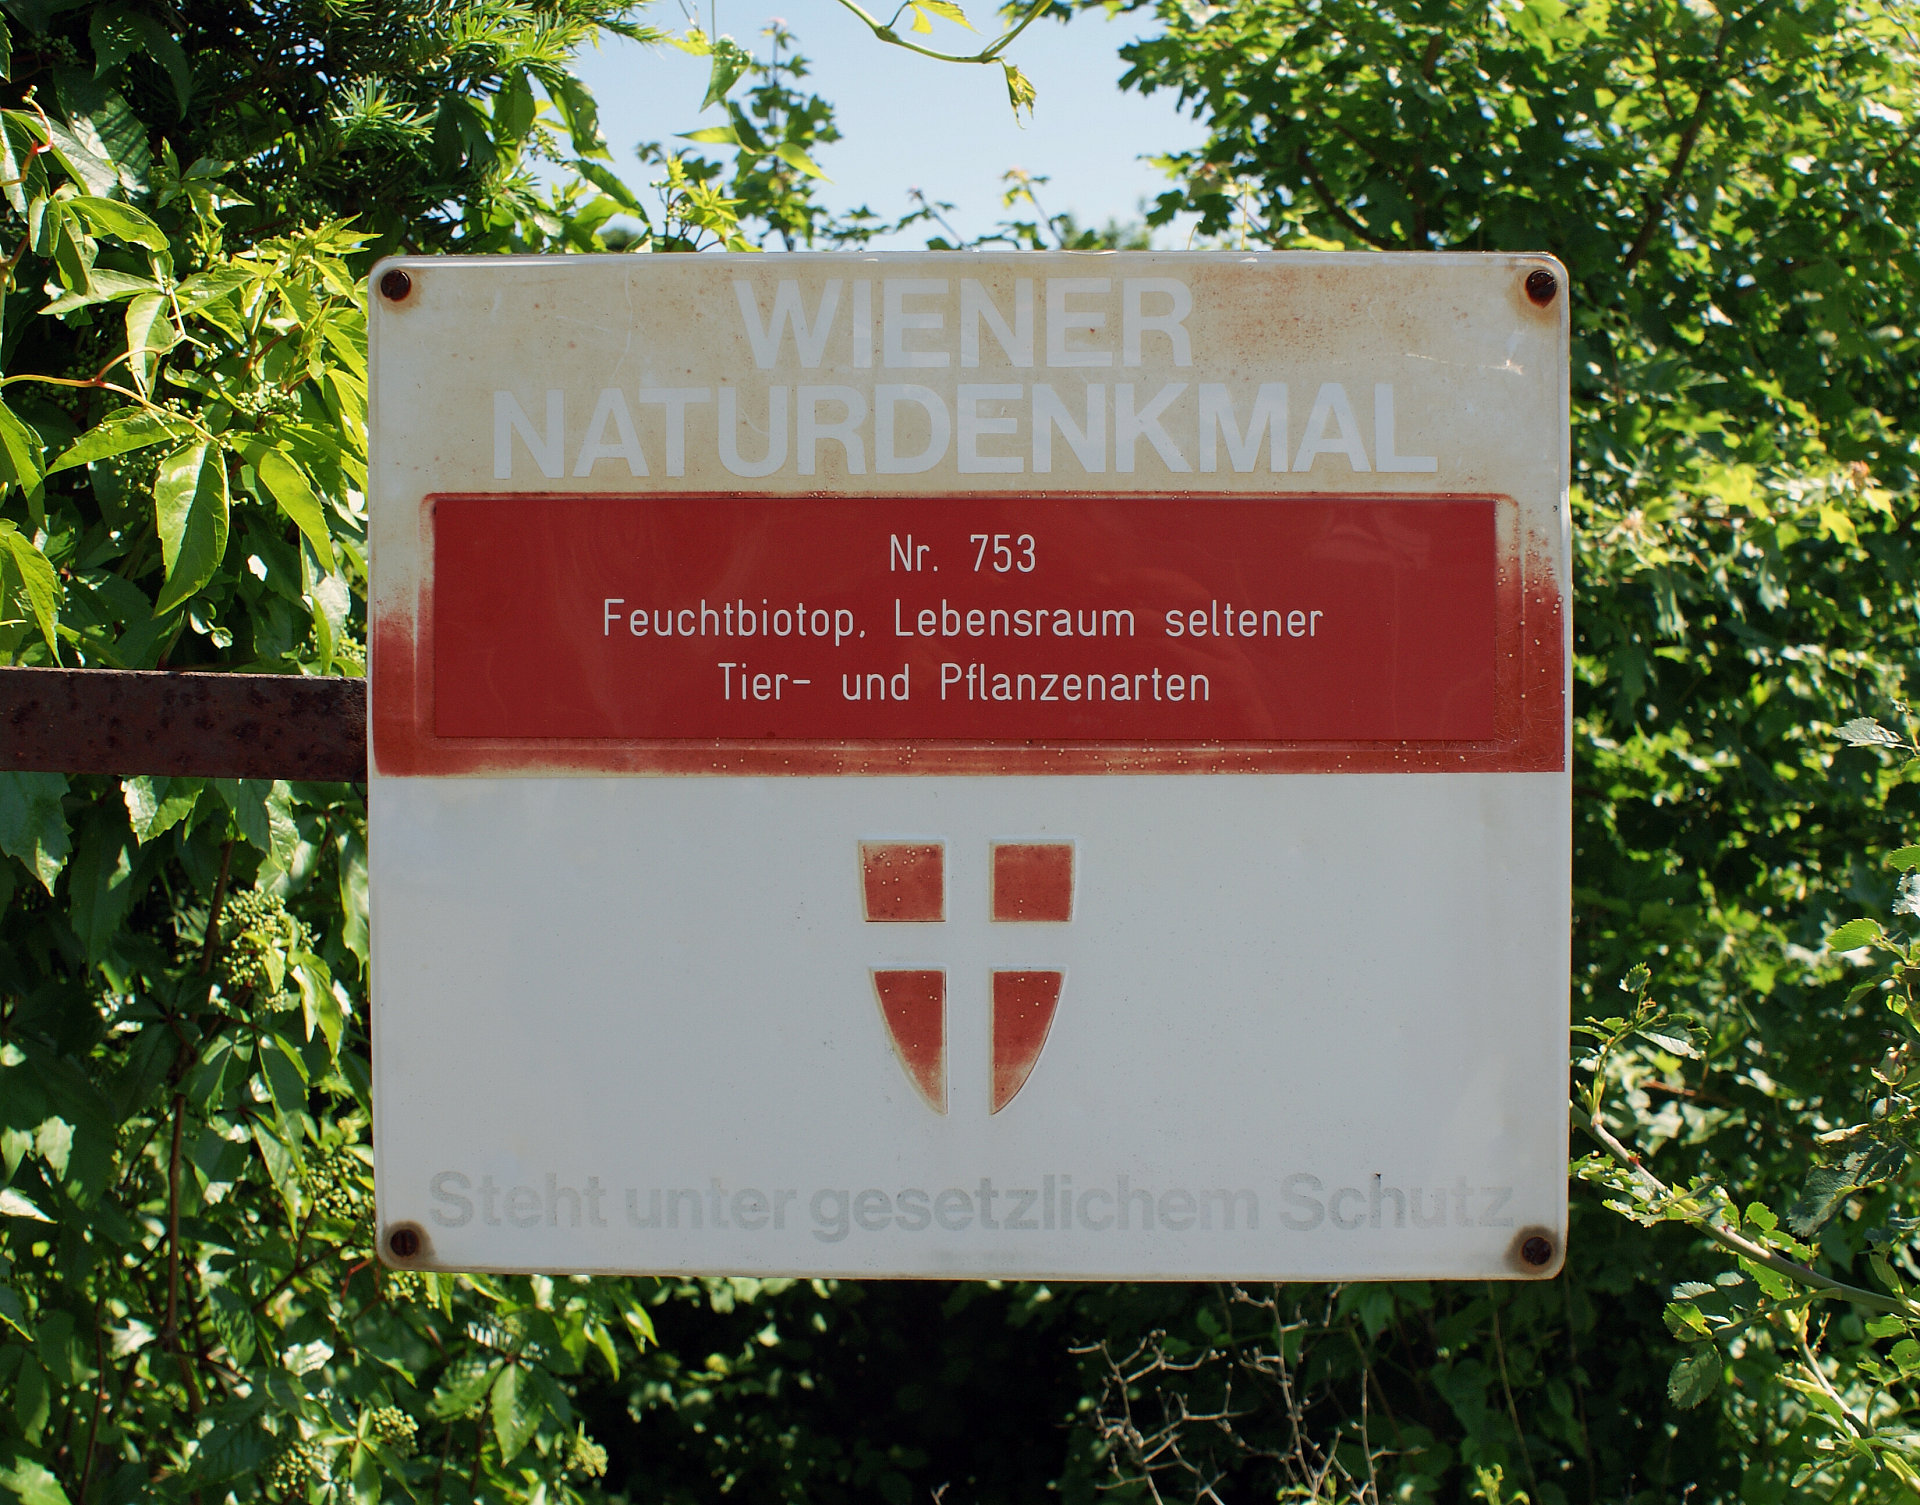 WIENER
NATURDENKMAL
Nr. 753
Feuchtbiotop, Lebensraum seltener
Tier- und Pflanzenarten
Steht unter gesetzlichem Schutz